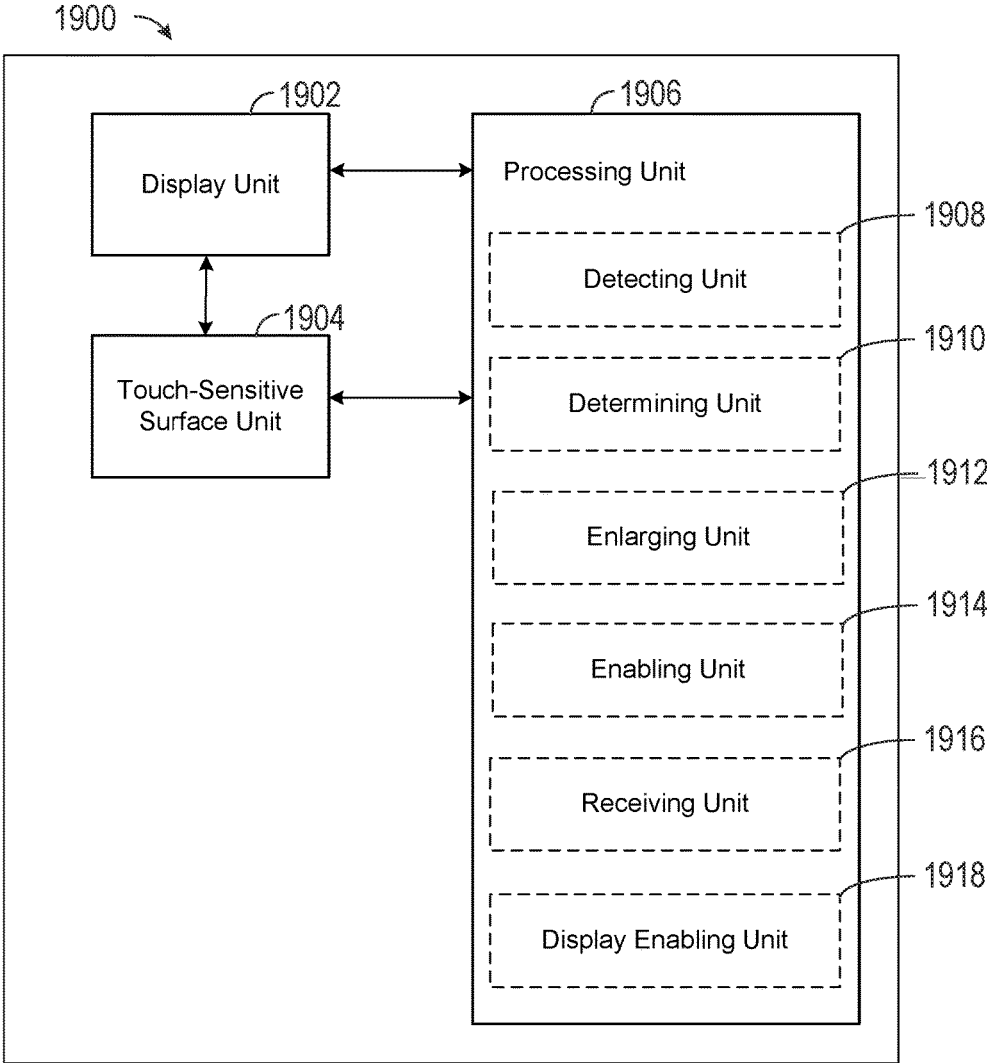 1900
1902
1906
Display Unit
Processing Unit
1908
Detecting Unit
1904
Touch-Sensitive
Surface Unit
1910
Determining Unit
1912
Enlarging Unit
1914
Enabling Unit
1916
Receiving Unit
1918
Display Enabling Unit